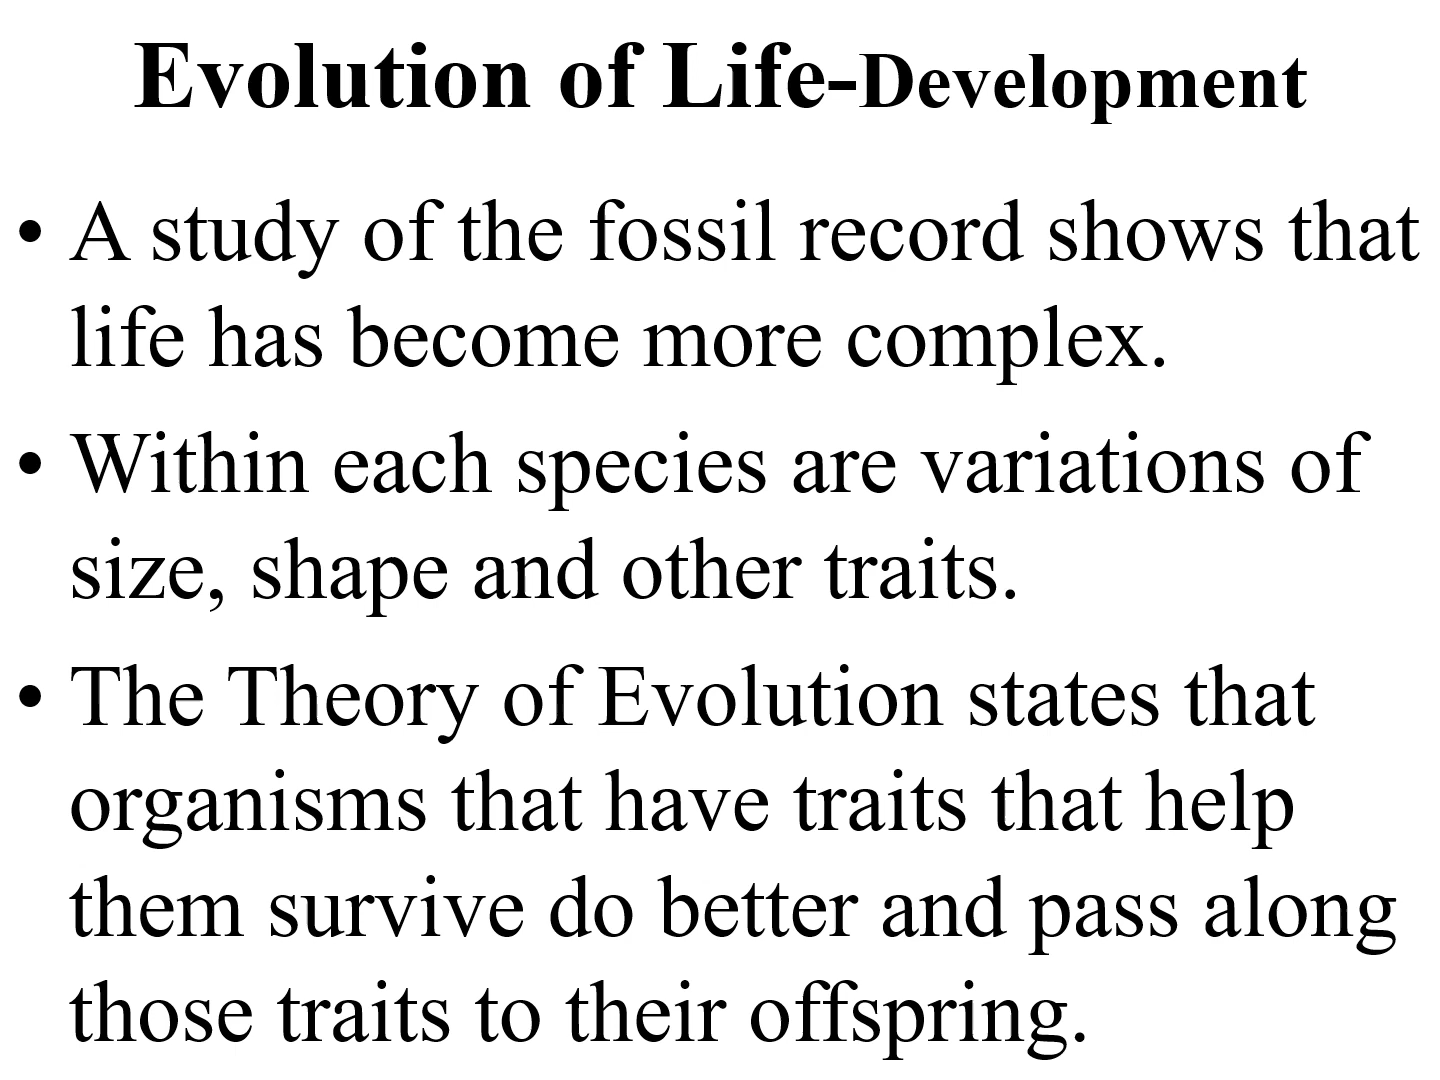 Evolution of Life-Development
• A study of the fossil record shows that
life has become more complex.
• Within each species are variations of
size, shape and other traits.
• The Theory of Evolution states that
organisms that have traits that help
them survive do better and pass along
those traits to their offspring.